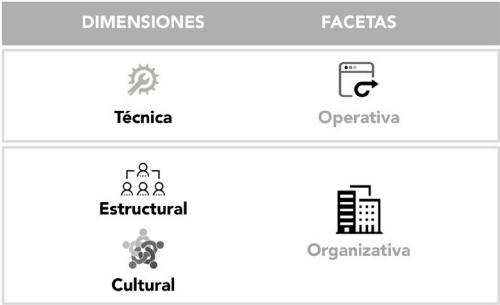 DIMENSIONES FACETAS
Técnica Operativa
Estructural
Organizativa
Cultural